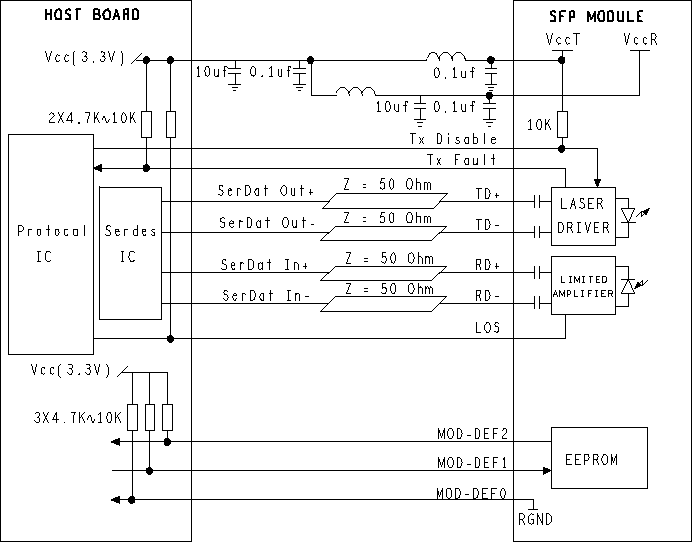 HOST BOARD
SFP MODULE
VccT
VccR
Vcc(3.3V)
10uf
0.1uf
0.1uf
10uf
0.1uf
2X4.7K~10K
10K
Tx Disable
Tx Fault
Protocal
IC
Serdes
IC
SerDat Out+
Z = 50 Ohm
TD+
SerDat Out-
Z = 50 Ohm
TD-
LASER
DRIVER
SerDat In+
Z = 50 Ohm
RD+
SerDat In-
Z = 50 Ohm
RD-
LIMITED
AMPLIFIER
LOS
Vcc(3.3V)
3X4.7K~10K
MOD-DEF2
MOD-DEF1
MOD-DEF0
EEPROM
RGND